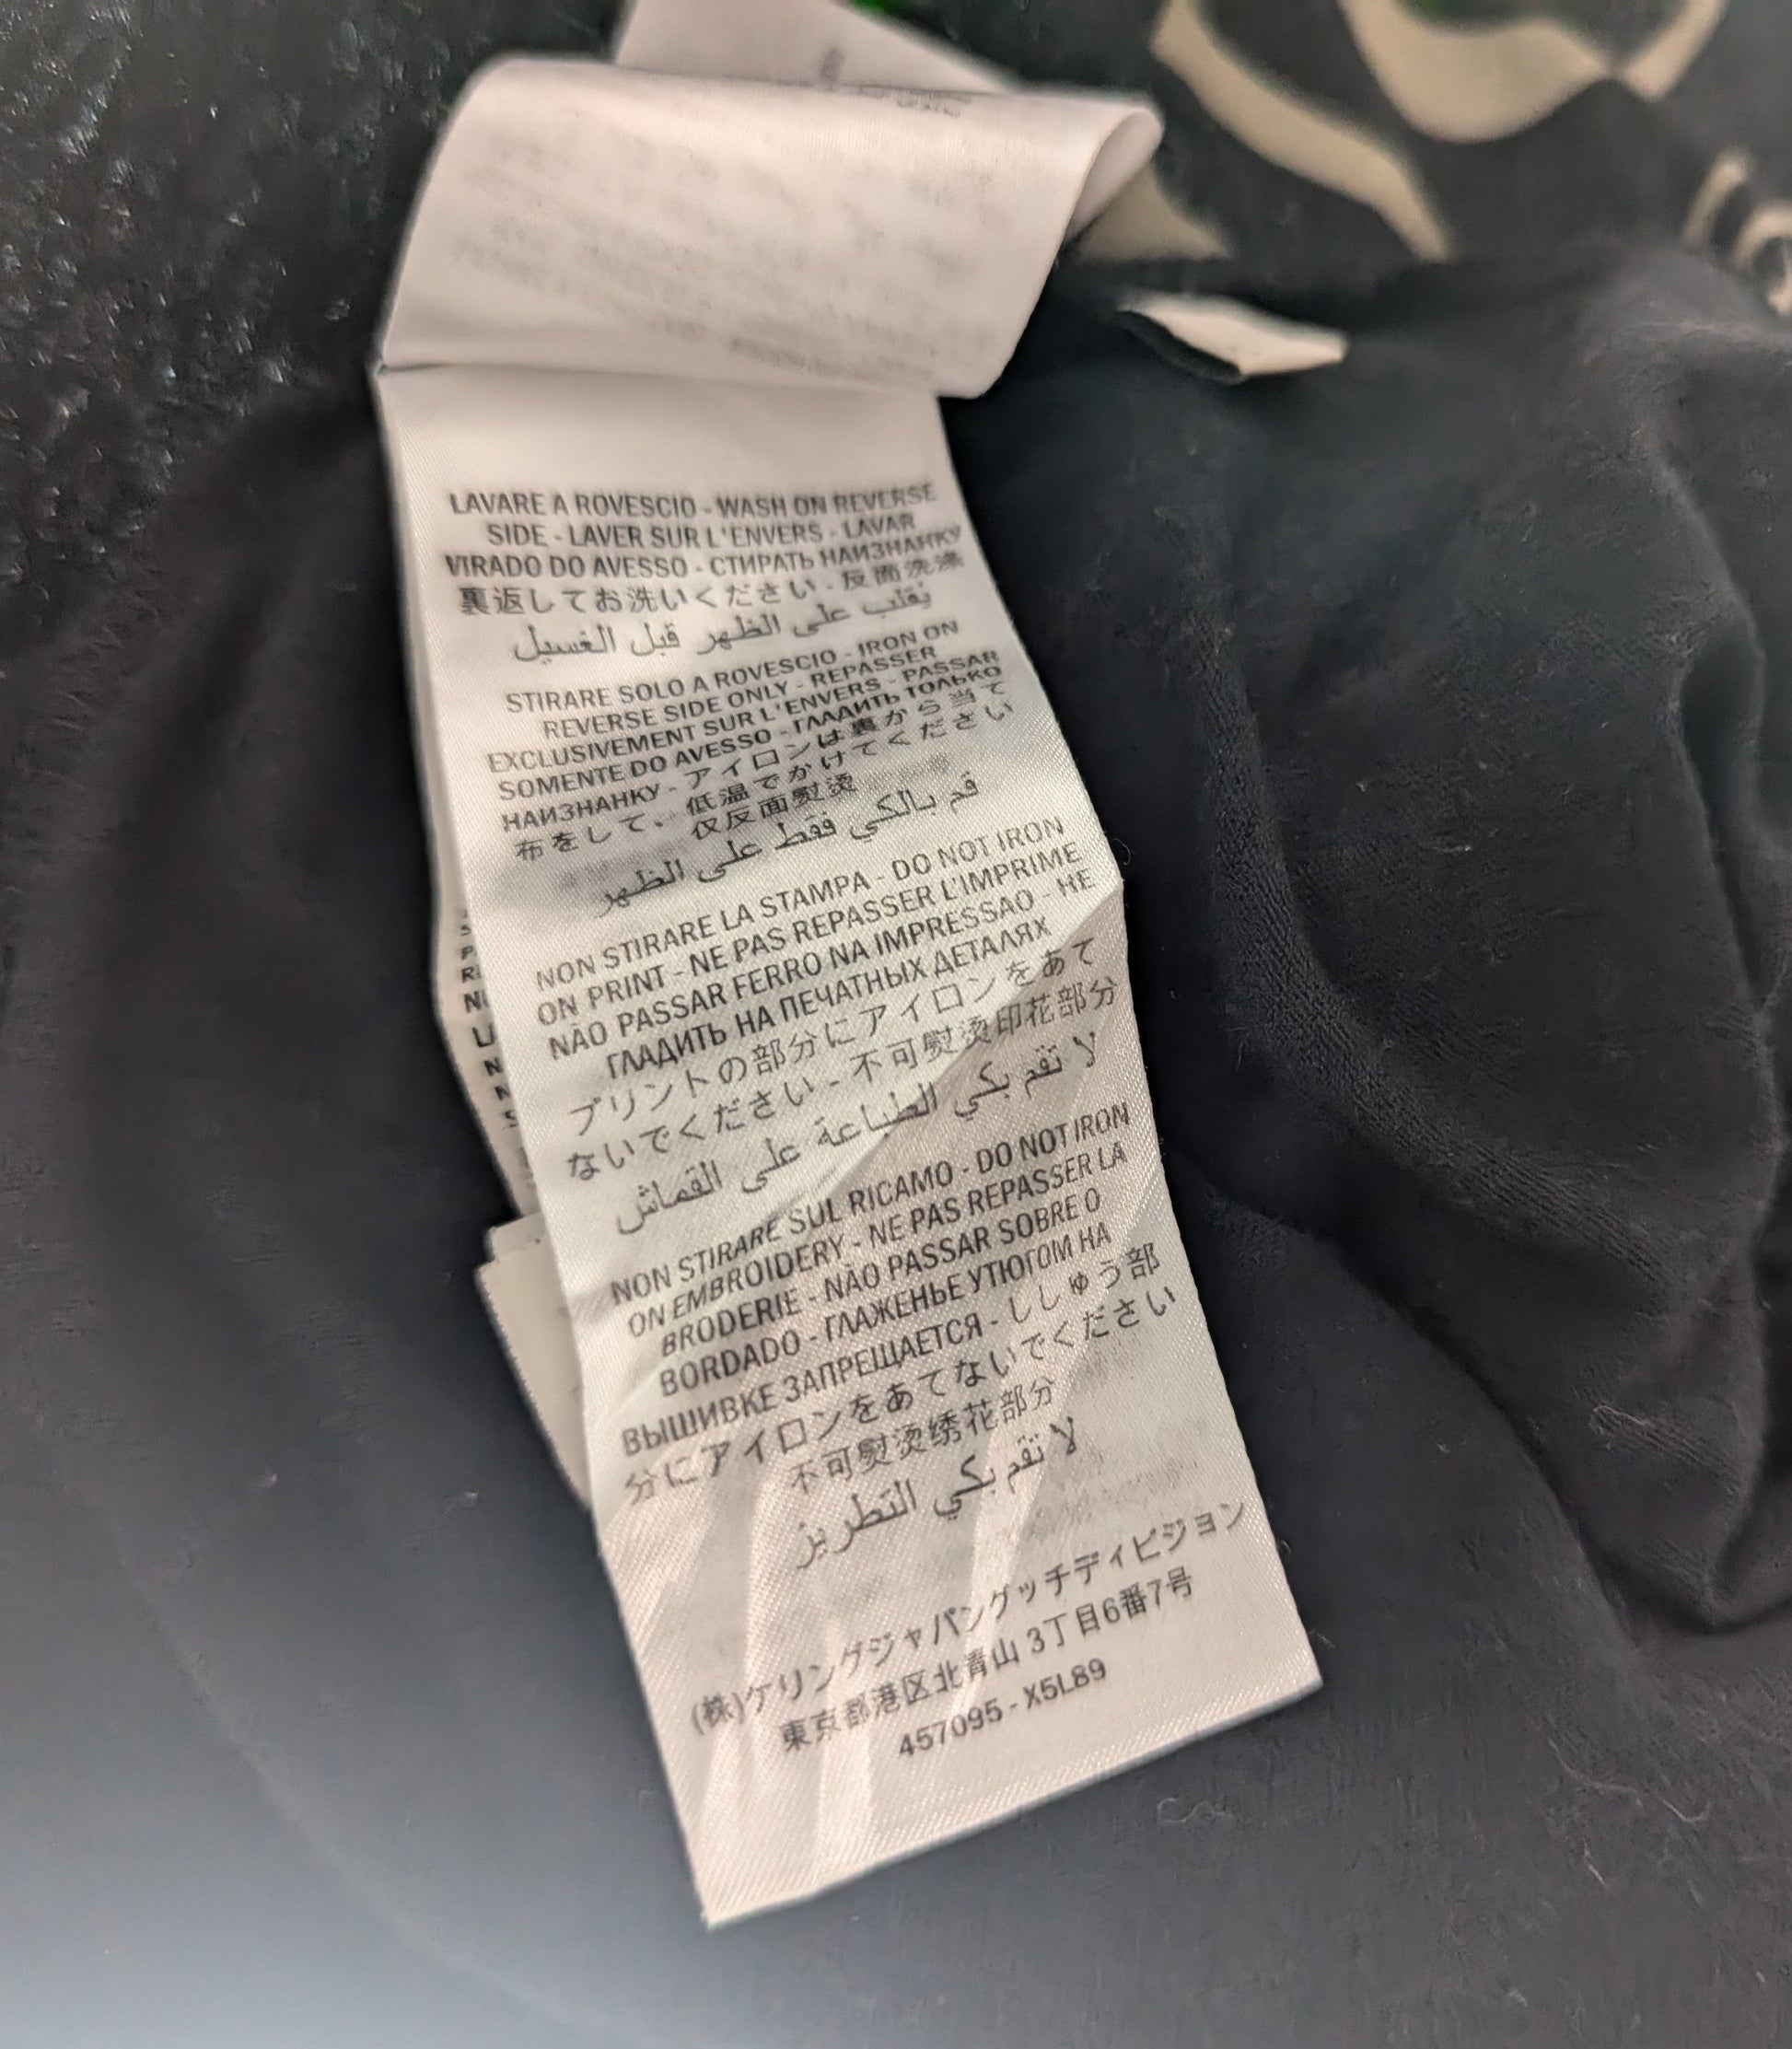 LAVARE A ROVESCIO - WASH ON REVERSE
SIDE - LAVER SUR L'ENVERS - LAVAR
VIRADO DO AVESSO - СТИРАТЬ НАИЗНАНКУ
裏返してお洗いください - 反面洗涤
يقلب على الظهر قبل الغسيل
STIRARE SOLO A ROVESCIO - IRON ON
REVERSE SIDE ONLY - REPASSER
EXCLUSIVEMENT SUR L'ENVERS - PASSAR
SOMENTE DO AVESSO - ГЛАДИТЬ ТОЛЬКО
НАИЗНАНКУ - アイロンは裏から当て
布をして、低温でかけてください
仅反面熨烫
قم بالكي فقط على الظهر
NON STIRARE LA STAMPA - DO NOT IRON
ON PRINT - NE PAS REPASSER L'IMPRIME
NÃO PASSAR FERRO NA IMPRESSAO - НЕ
ГЛАДИТЬ НА ПЕЧАТНЫХ ДЕТАЛЯХ
プリントの部分にアイロンをあて
ないでください - 不可熨烫印花部分
لا تقم بكي الطباعة على القماش
NON STIRARE SUL RICAMO - DO NOT IRON
ON EMBROIDERY - NE PAS REPASSER LA
BRODERIE - NÃO PASSAR SOBRE O
BORDADO - ГЛАЖЕНЬЕ УТЮГОМ НА
ВЫШИВКЕ ЗАПРЕЩАЕТСЯ - ししゅう部
分にアイロンをあてないでください
不可熨烫绣花部分
لا تقم بكي التطريز
(株)ケリングジャパングッチディビジョン
東京都港区北青山 3丁目6番7号
457095 - X5L89